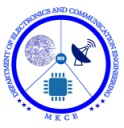 DEPARTMENT OF ELECTRONICS AND COMMUNICATION ENGINEERING
MKCE